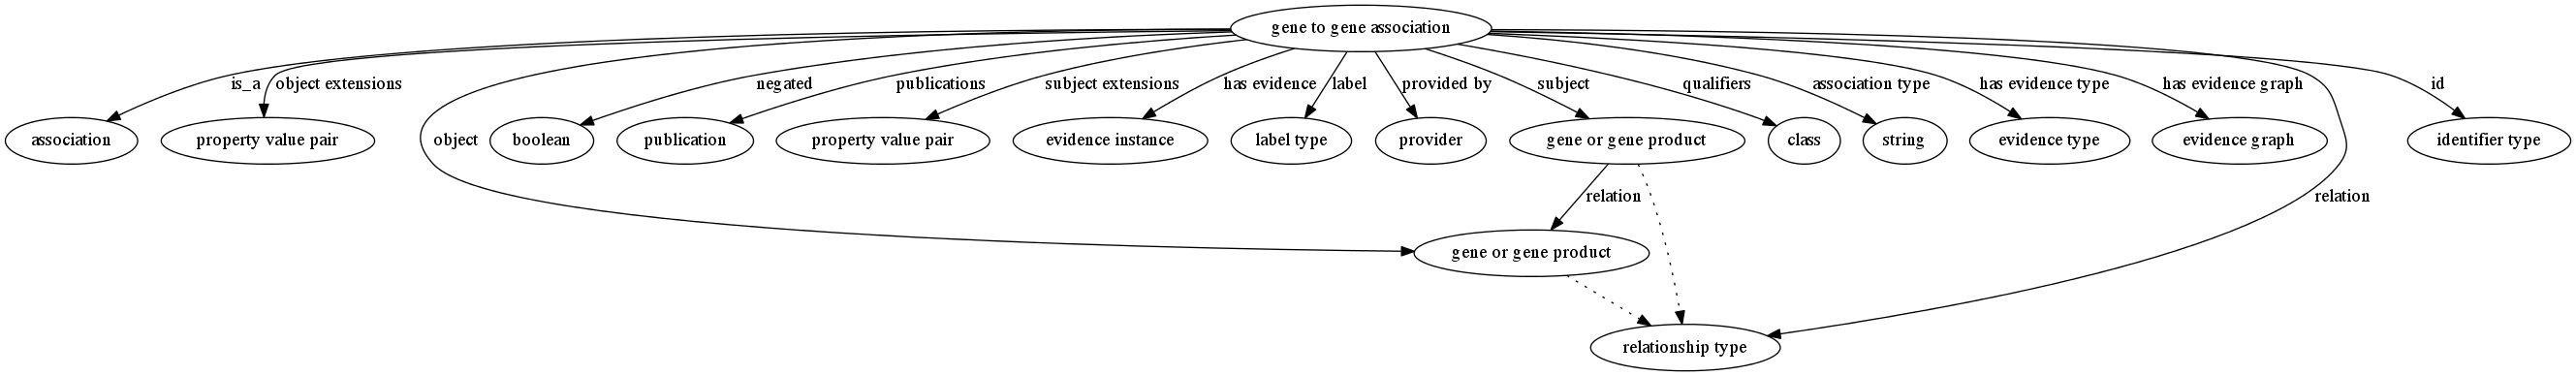 gene to gene association
is_a
object extensions
negated
publications
subject extensions
has evidence
label
provided by
subject
qualifiers
association type
has evidence type
has evidence graph
id
association
property value pair
object
boolean
publication
property value pair
evidence instance
label type
provider
gene or gene product
class
string
evidence type
evidence graph
identifier type
relation
relation
gene or gene product
relationship type